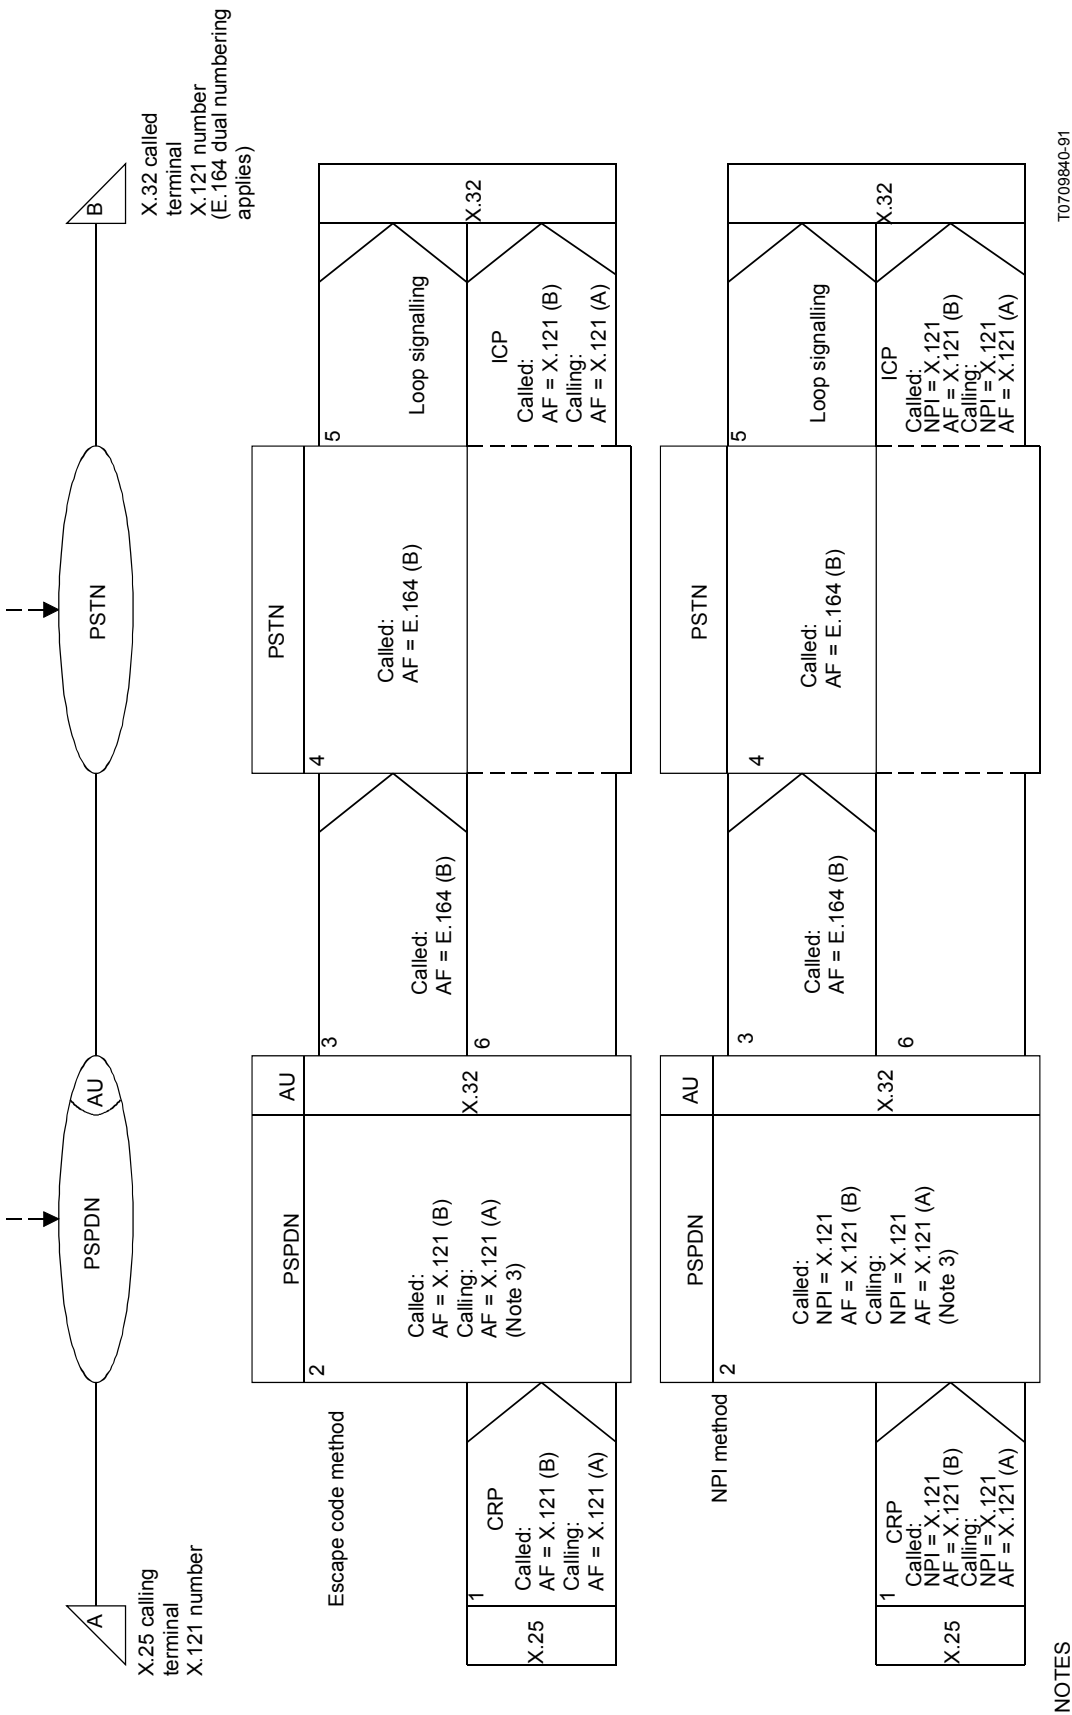 PSPDN
AU
PSTN
A
B
X.25 calling
terminal
X.121 number
X.32 called
terminal
X.121 number
(E.164 dual numbering
applies)
Escape code method
PSPDN
AU
PSTN
X.25
1
CRP
Called:
AF = X.121 (B)
Calling:
AF = X.121 (A)
2
Called:
AF = X.121 (B)
Calling:
AF = X.121 (A)
(Note 3)
X.32
3
Called:
AF = E.164 (B)
6
4
Called:
AF = E.164 (B)
5
Loop signalling
ICP
Called:
AF = X.121 (B)
Calling:
AF = X.121 (A)
X.32
NPI method
PSPDN
AU
PSTN
X.25
1
CRP
Called:
NPI = X.121
AF = X.121 (B)
Calling:
NPI = X.121
AF = X.121 (A)
2
Called:
NPI = X.121
AF = X.121 (B)
Calling:
NPI = X.121
AF = X.121 (A)
(Note 3)
X.32
3
Called:
AF = E.164 (B)
6
4
Called:
AF = E.164 (B)
5
Loop signalling
ICP
Called:
NPI = X.121
AF = X.121 (B)
Calling:
NPI = X.121
AF = X.121 (A)
X.32
T0709840-91
NOTES